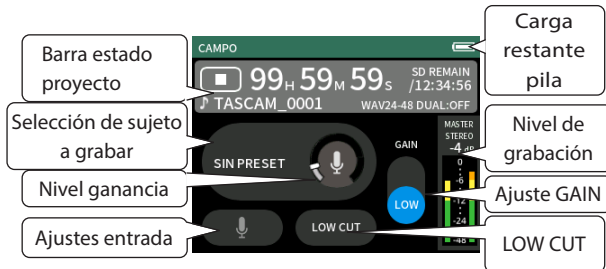 Barra estado
proyecto
Selección de sujeto
a grabar
Nivel ganancia
Ajustes entrada
CAMPO
99H 59M 59S
SD REMAIN
/12:34:56
TASCAM_0001
WAV24-48 DUAL:OFF
SIN PRESET
GAIN
LOW
LOW CUT
MASTER
STEREO
-4 dB
0
-6
-12
-24
-48
Carga
restante
pila
Nivel de
grabación
Ajuste GAIN
LOW CUT